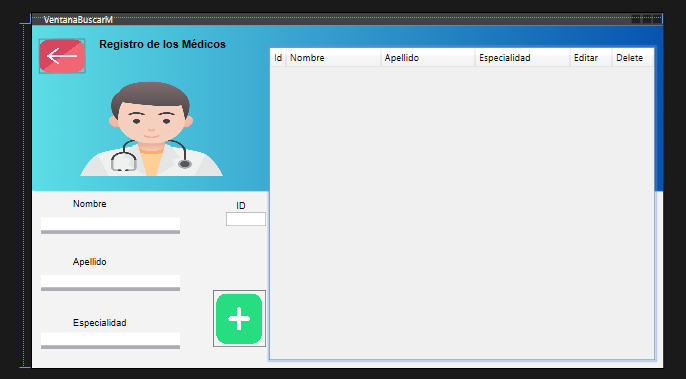 VentanaBuscarM
Registro de los Médicos
Id Nombre Apellido Especialidad Editar Delete
Nombre
ID
Apellido
Especialidad